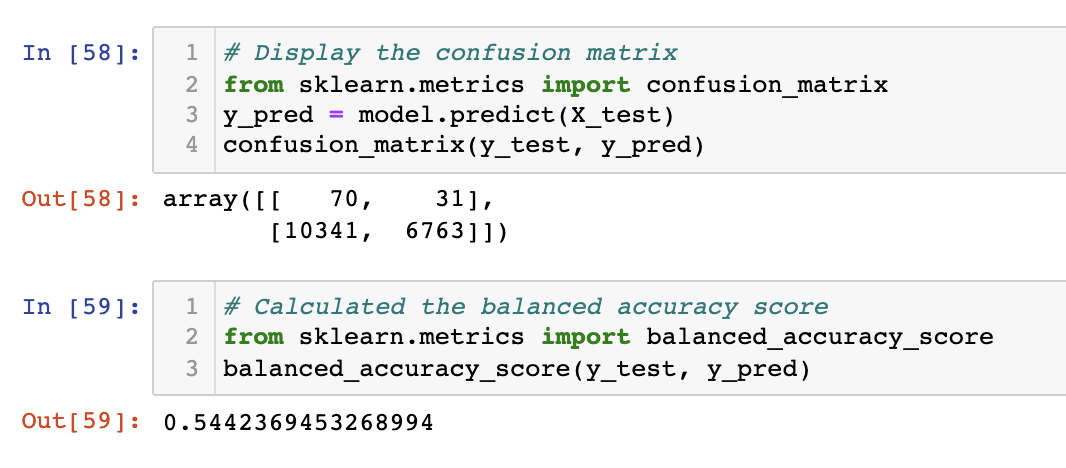 In [58]:
1 # Display the confusion matrix
2 from sklearn.metrics import confusion_matrix
3 y_pred = model.predict(X_test)
4 confusion_matrix(y_test, y_pred)
Out[58]: array([[   70,    31],
       [10341,  6763]])
In [59]:
1 # Calculated the balanced accuracy score
2 from sklearn.metrics import balanced_accuracy_score
3 balanced_accuracy_score(y_test, y_pred)
Out[59]: 0.5442369453268994